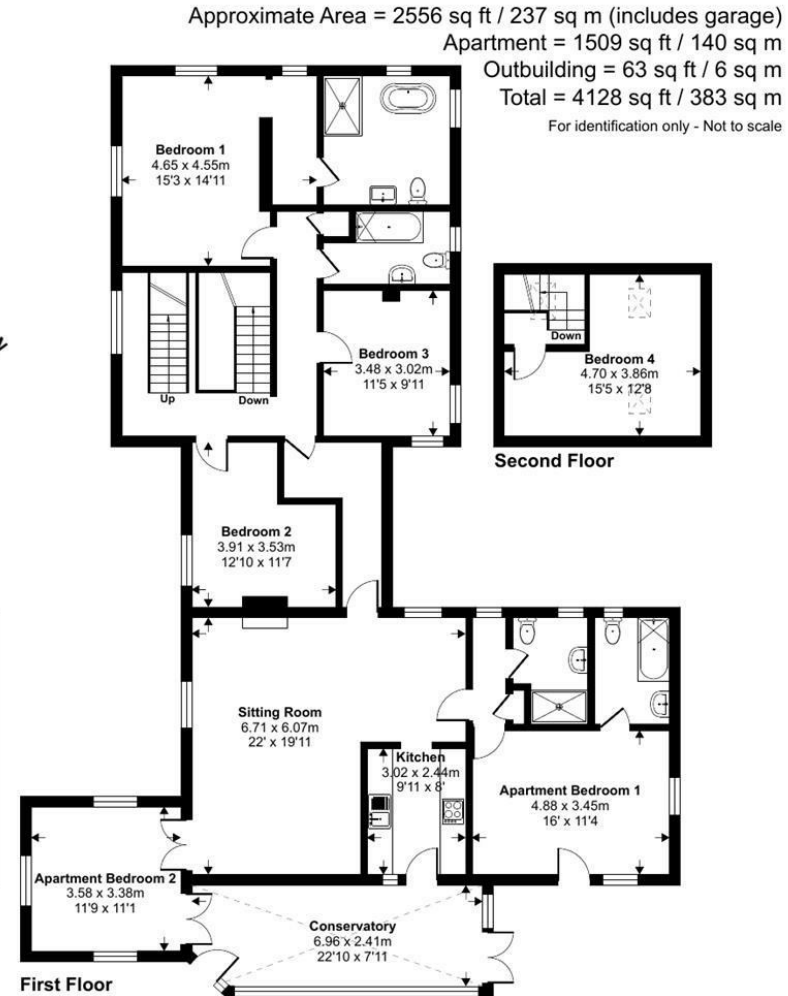 Approximate Area = 2556 sq ft / 237 sq m (includes garage)
Apartment = 1509 sq ft / 140 sq m
Outbuilding = 63 sq ft / 6 sq m
Total = 4128 sq ft / 383 sq m
For identification only - Not to scale
Bedroom 1
4.65 x 4.55m
15'3 x 14'11
Up
Down
Bedroom 3
3.48 x 3.02m
11'5 x 9'11
Down
Bedroom 4
4.70 x 3.86m
15'5 x 12'8
Second Floor
Bedroom 2
3.91 x 3.53m
12'10 x 11'7
Sitting Room
6.71 x 6.07m
22' x 19'11
Kitchen
3.02 x 2.44m
9'11 x 8'
Apartment Bedroom 1
4.88 x 3.45m
16' x 11'4
Apartment Bedroom 2
3.58 x 3.38m
11'9 x 11'1
Conservatory
6.96 x 2.41m
22'10 x 7'11
First Floor